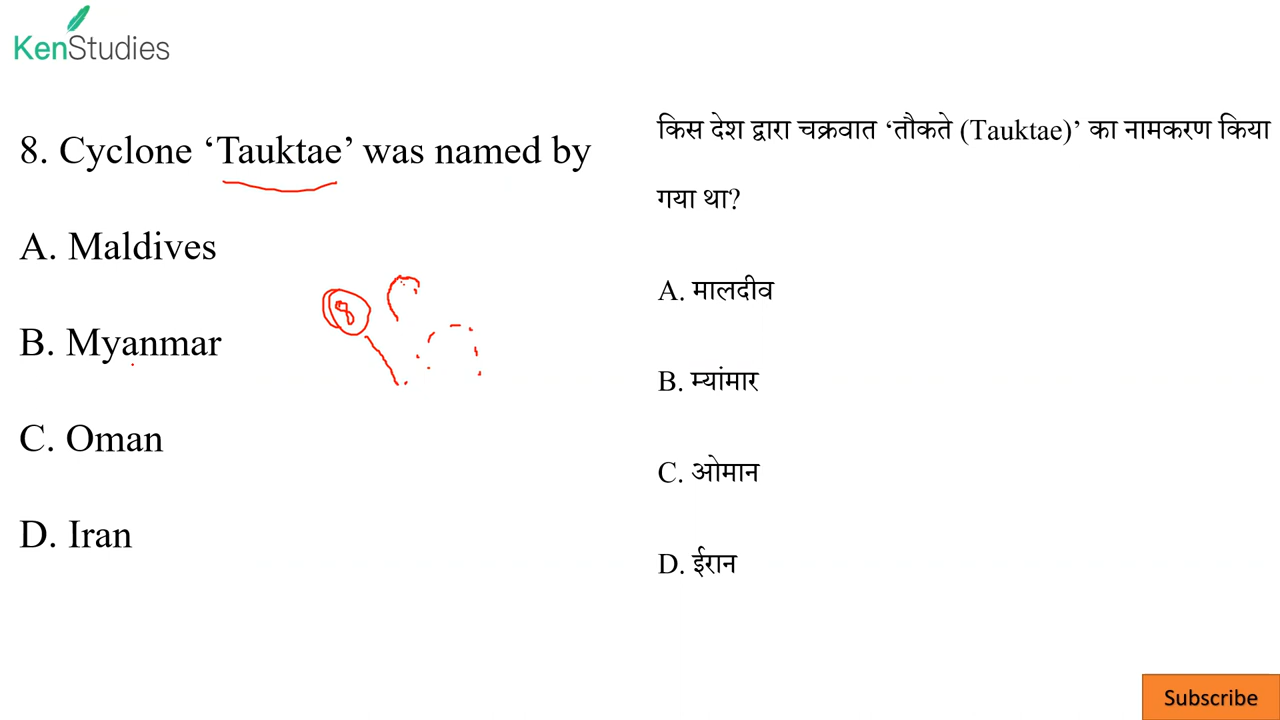 KenStudies
8. Cyclone ‘Tauktae’ was named by
A. Maldives
B. Myanmar
C. Oman
D. Iran
8
किस देश द्वारा चक्रवात ‘तौकते (Tauktae)’ का नामकरण किया
गया था?
A. मालदीव
B. म्यांमार
C. ओमान
D. ईरान
Subscribe